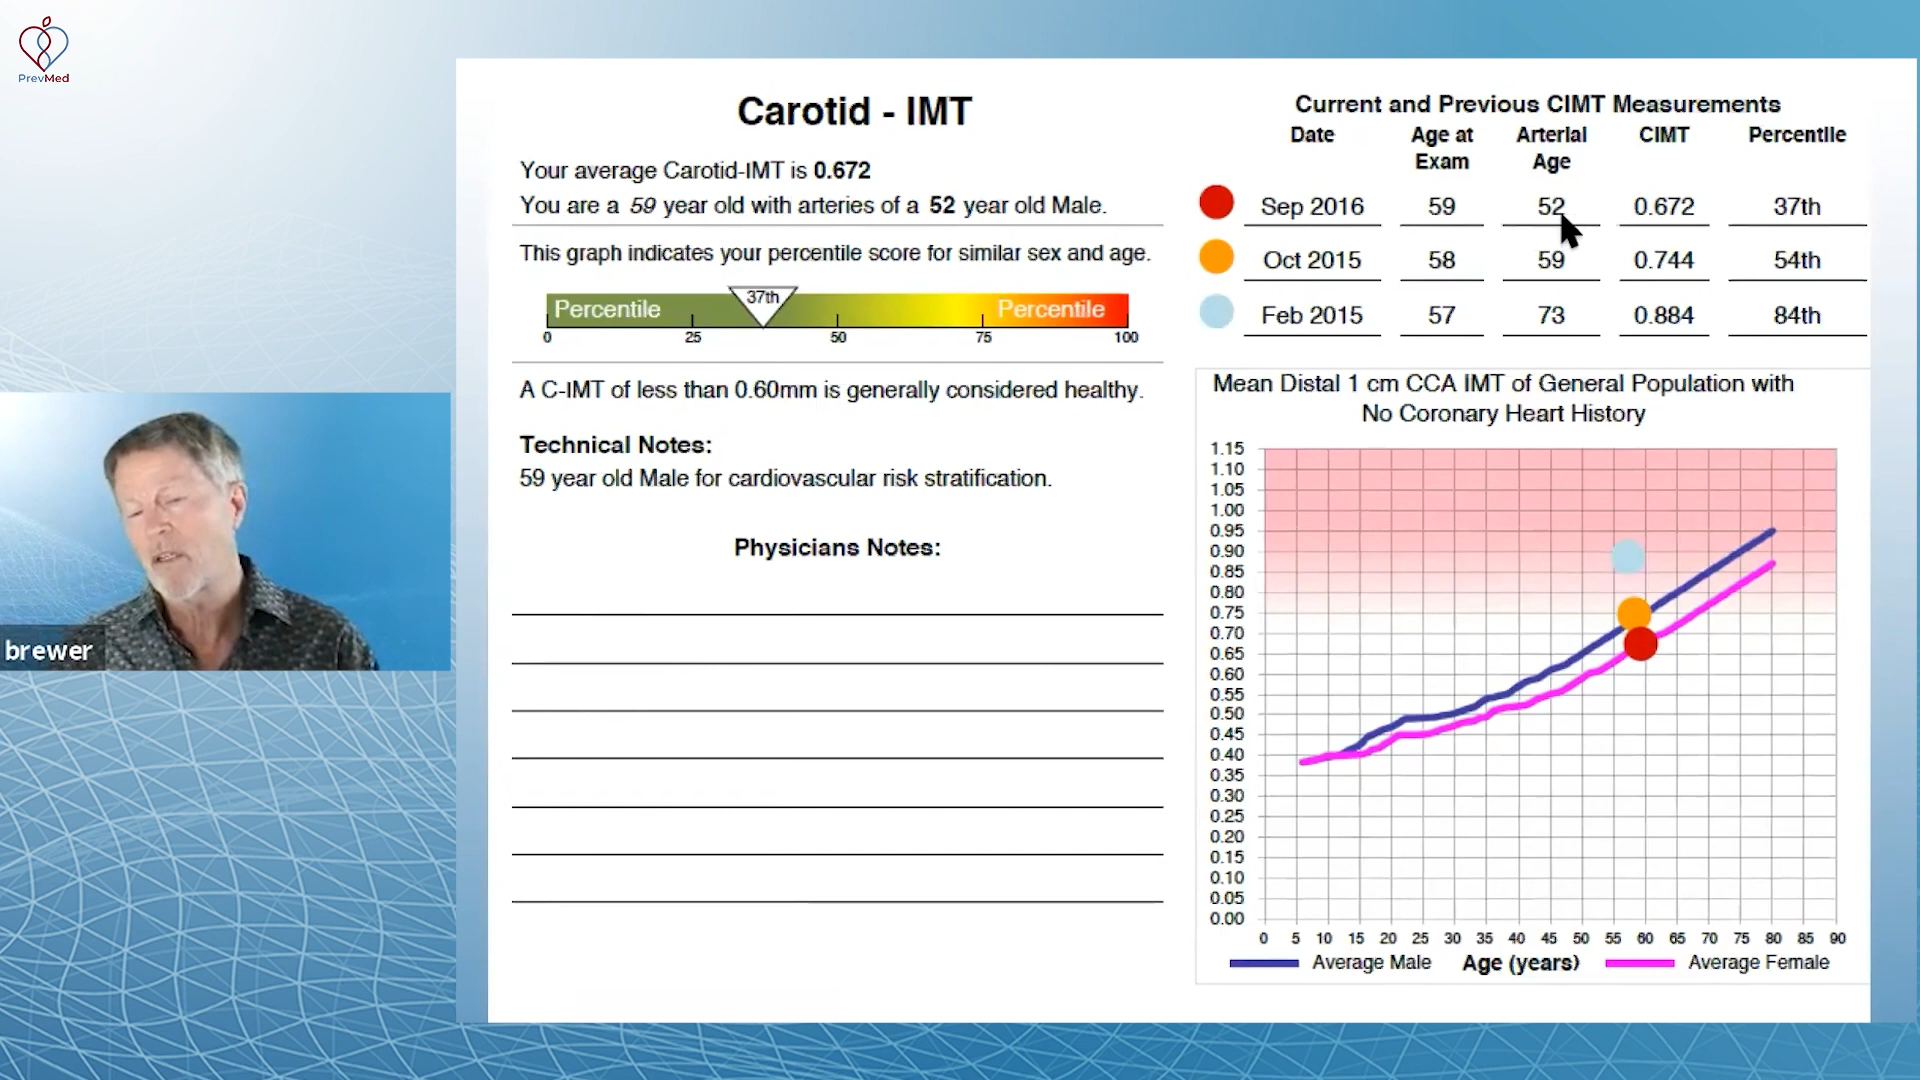 PrevMed
brewer
Carotid - IMT
Your average Carotid-IMT is 0.672
You are a 59 year old with arteries of a 52 year old Male.
This graph indicates your percentile score for similar sex and age.
Percentile 37th Percentile
0 25 50 75 100
A C-IMT of less than 0.60mm is generally considered healthy.
Technical Notes:
59 year old Male for cardiovascular risk stratification.
Physicians Notes:
Current and Previous CIMT Measurements
Date Age at Exam Arterial Age CIMT Percentile
Sep 2016 59 52 0.672 37th
Oct 2015 58 59 0.744 54th
Feb 2015 57 73 0.884 84th
Mean Distal 1 cm CCA IMT of General Population with
No Coronary Heart History
1.15
1.10
1.05
1.00
0.95
0.90
0.85
0.80
0.75
0.70
0.65
0.60
0.55
0.50
0.45
0.40
0.35
0.30
0.25
0.20
0.15
0.10
0.05
0.00
0 5 10 15 20 25 30 35 40 45 50 55 60 65 70 75 80 85 90
Average Male Age (years) Average Female